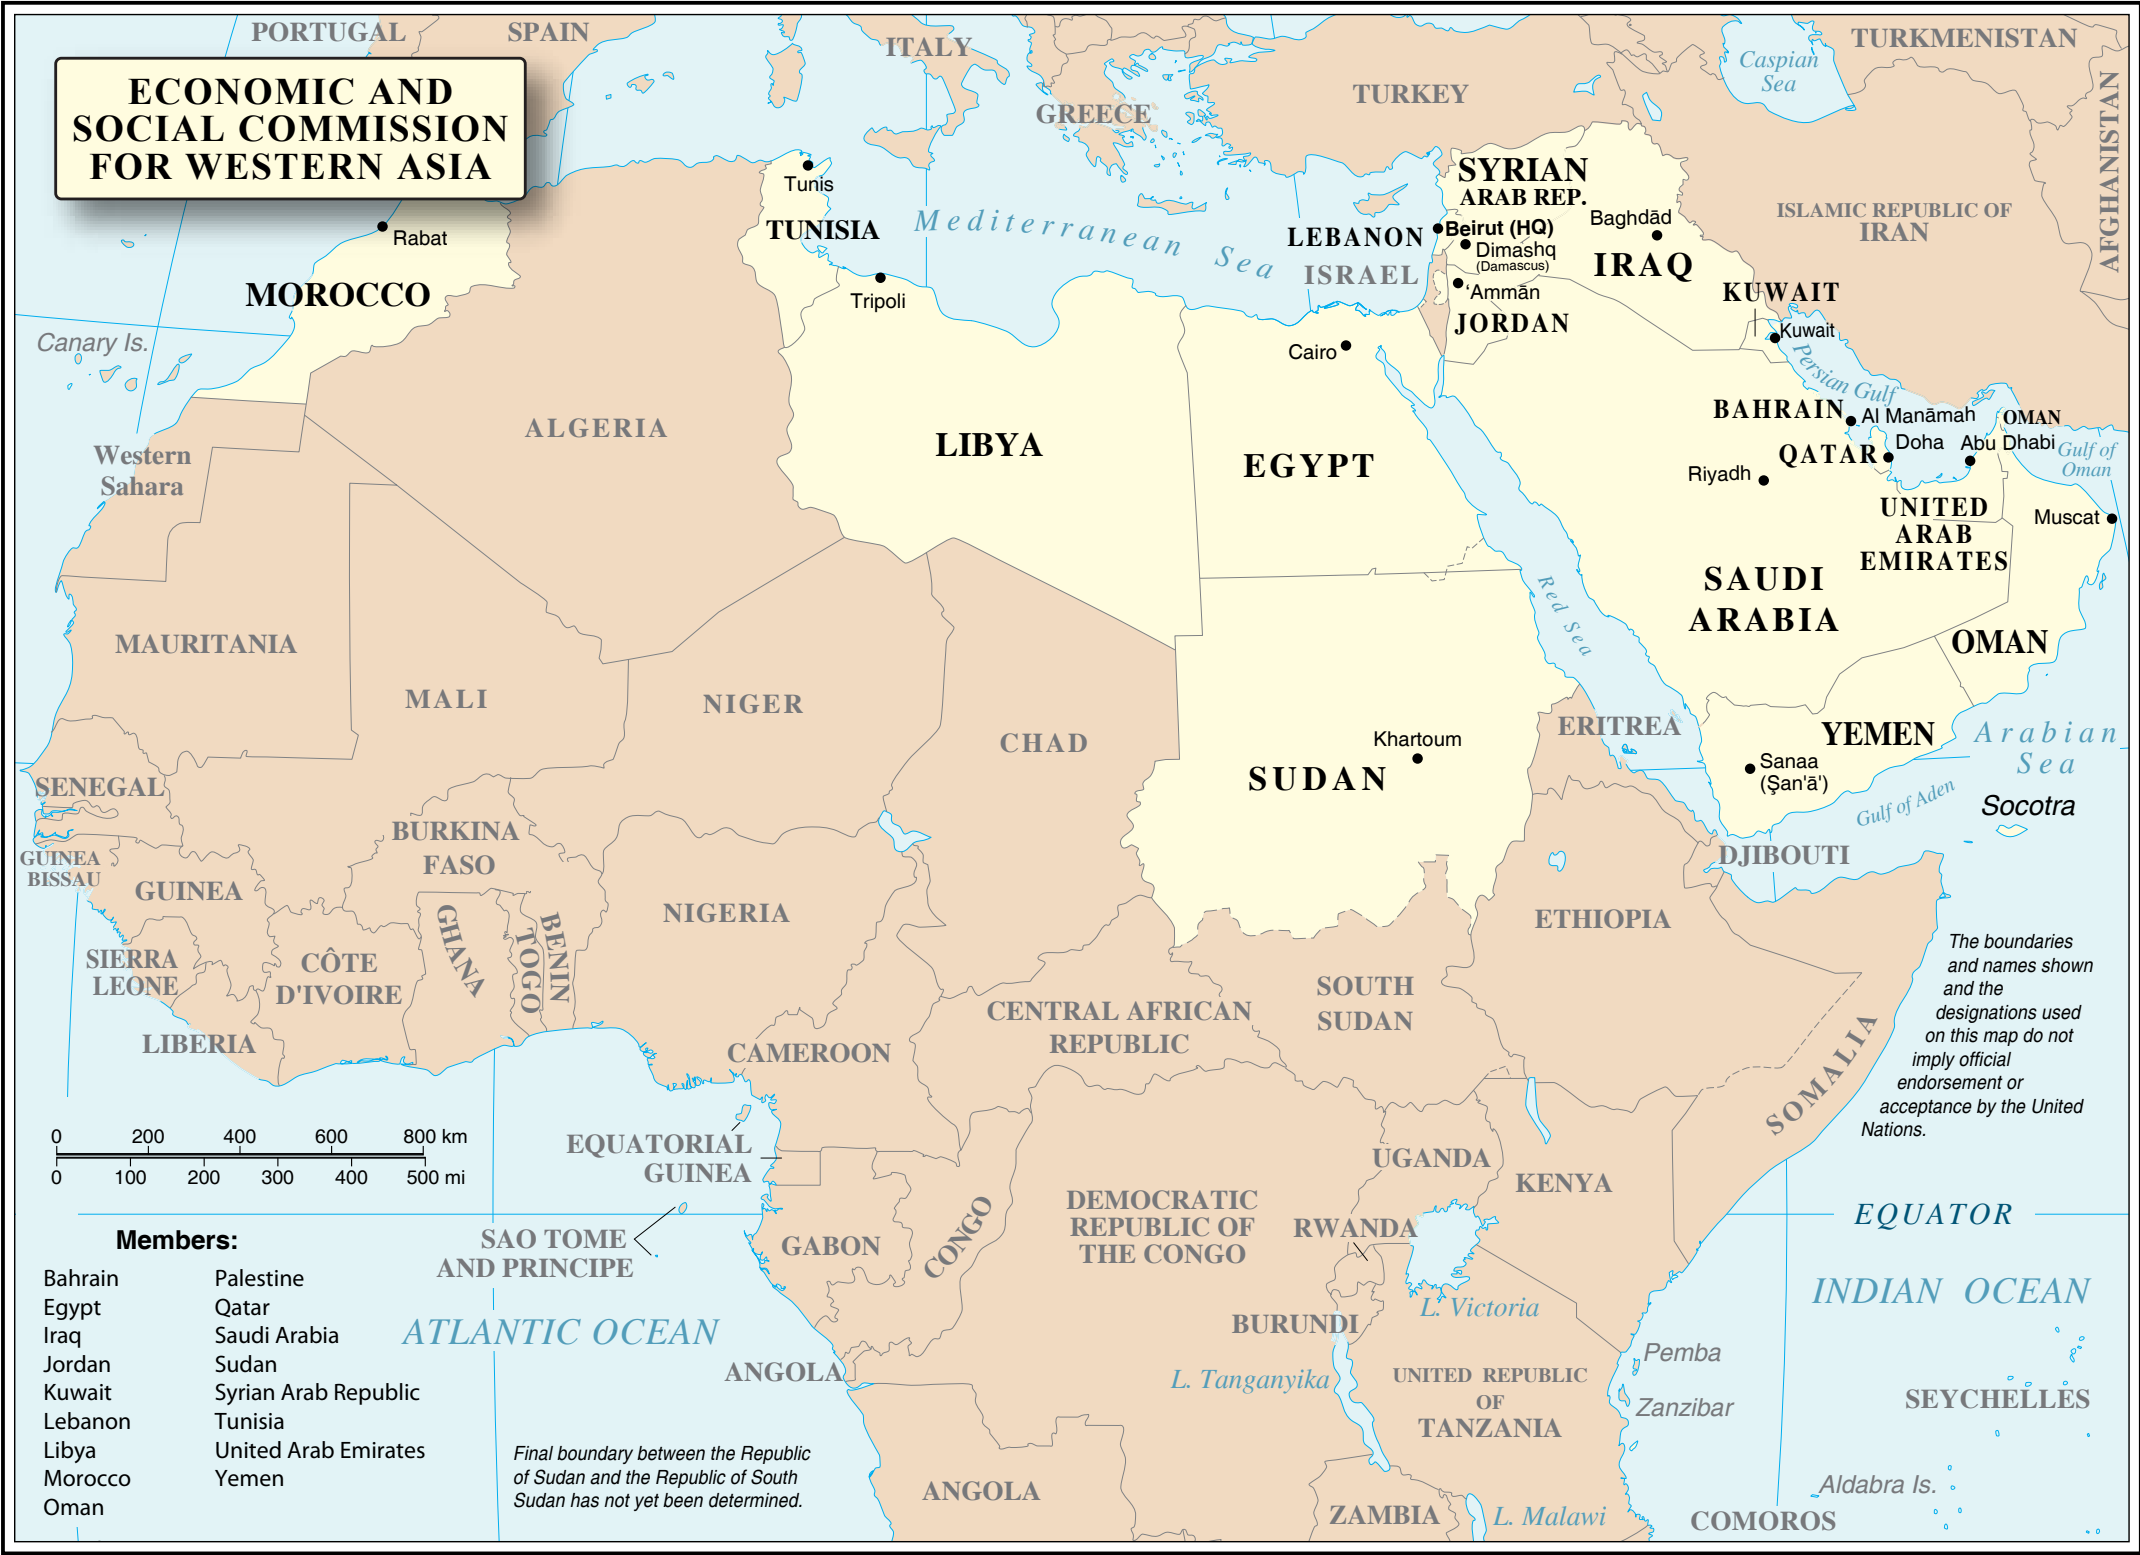 PORTUGAL
SPAIN
ITALY
GREECE
TURKEY
Caspian
Sea
TURKMENISTAN
AFGHANISTAN
ECONOMIC AND
SOCIAL COMMISSION
FOR WESTERN ASIA
Tunis
TUNISIA
Rabat
MOROCCO
Tripoli
Mediterranean Sea
SYRIAN
ARAB REP.
LEBANON
Beirut (HQ)
Dimashq
(Damascus)
ISRAEL
'Ammān
JORDAN
Baghdād
IRAQ
ISLAMIC REPUBLIC OF
IRAN
KUWAIT
Kuwait
Persian Gulf
Canary Is.
Cairo
ALGERIA
LIBYA
EGYPT
BAHRAIN
Al Manāmah
OMAN
QATAR
Doha
Abu Dhabi
Gulf of
Oman
Riyadh
Muscat
UNITED
ARAB
EMIRATES
Western
Sahara
SAUDI
ARABIA
Red Sea
OMAN
MAURITANIA
MALI
NIGER
CHAD
Khartoum
SUDAN
ERITREA
YEMEN
Sanaa
(Şan'ā')
Arabian
Sea
Gulf of Aden
Socotra
SENEGAL
GUINEA
BISSAU
GUINEA
BURKINA
FASO
SIERRA
LEONE
LIBERIA
CÔTE
D'IVOIRE
GHANA
TOGO
BENIN
NIGERIA
DJIBOUTI
ETHIOPIA
SOMALIA
SOUTH
SUDAN
CENTRAL AFRICAN
REPUBLIC
CAMEROON
The boundaries
and names shown
and the
designations used
on this map do not
imply official
endorsement or
acceptance by the United
Nations.
0 200 400 600 800 km
0 100 200 300 400 500 mi
EQUATORIAL
GUINEA
SAO TOME
AND PRINCIPE
GABON
CONGO
DEMOCRATIC
REPUBLIC OF
THE CONGO
UGANDA
KENYA
RWANDA
BURUNDI
L. Victoria
L. Tanganyika
UNITED REPUBLIC
OF
TANZANIA
EQUATOR
INDIAN OCEAN
Pemba
Zanzibar
SEYCHELLES
Aldabra Is.
COMOROS
L. Malawi
ZAMBIA
ANGOLA
ANGOLA
ATLANTIC OCEAN
Members:
Bahrain
Egypt
Iraq
Jordan
Kuwait
Lebanon
Libya
Morocco
Oman
Palestine
Qatar
Saudi Arabia
Sudan
Syrian Arab Republic
Tunisia
United Arab Emirates
Yemen
Final boundary between the Republic
of Sudan and the Republic of South
Sudan has not yet been determined.